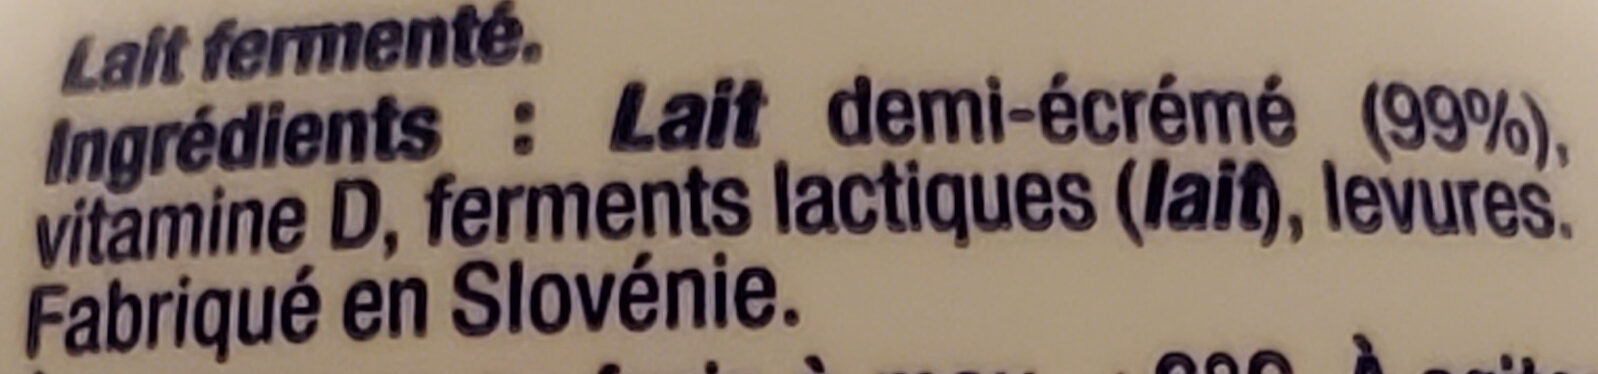 Lait fermenté.
Ingrédients : Lait demi-écrémé (99%),
vitamine D, ferments lactiques (lait), levures.
Fabriqué en Slovénie.